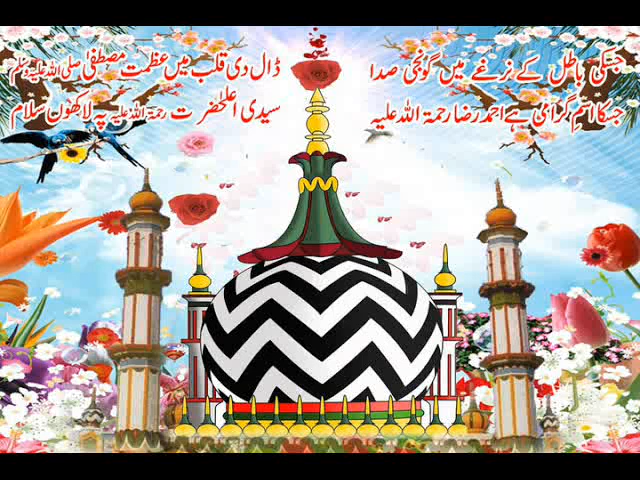 جسکی باطل کے نرغے میں گونجی صدا ڈال دی قلب میں عظمت مصطفیٰ صلی اللہ علیہ وسلم
جسکا اسم گرامی ہے احمد رضا رحمۃ اللہ علیہ سیدی اعلیٰحضرت رحمۃ اللہ علیہ پہ لاکھوں سلام